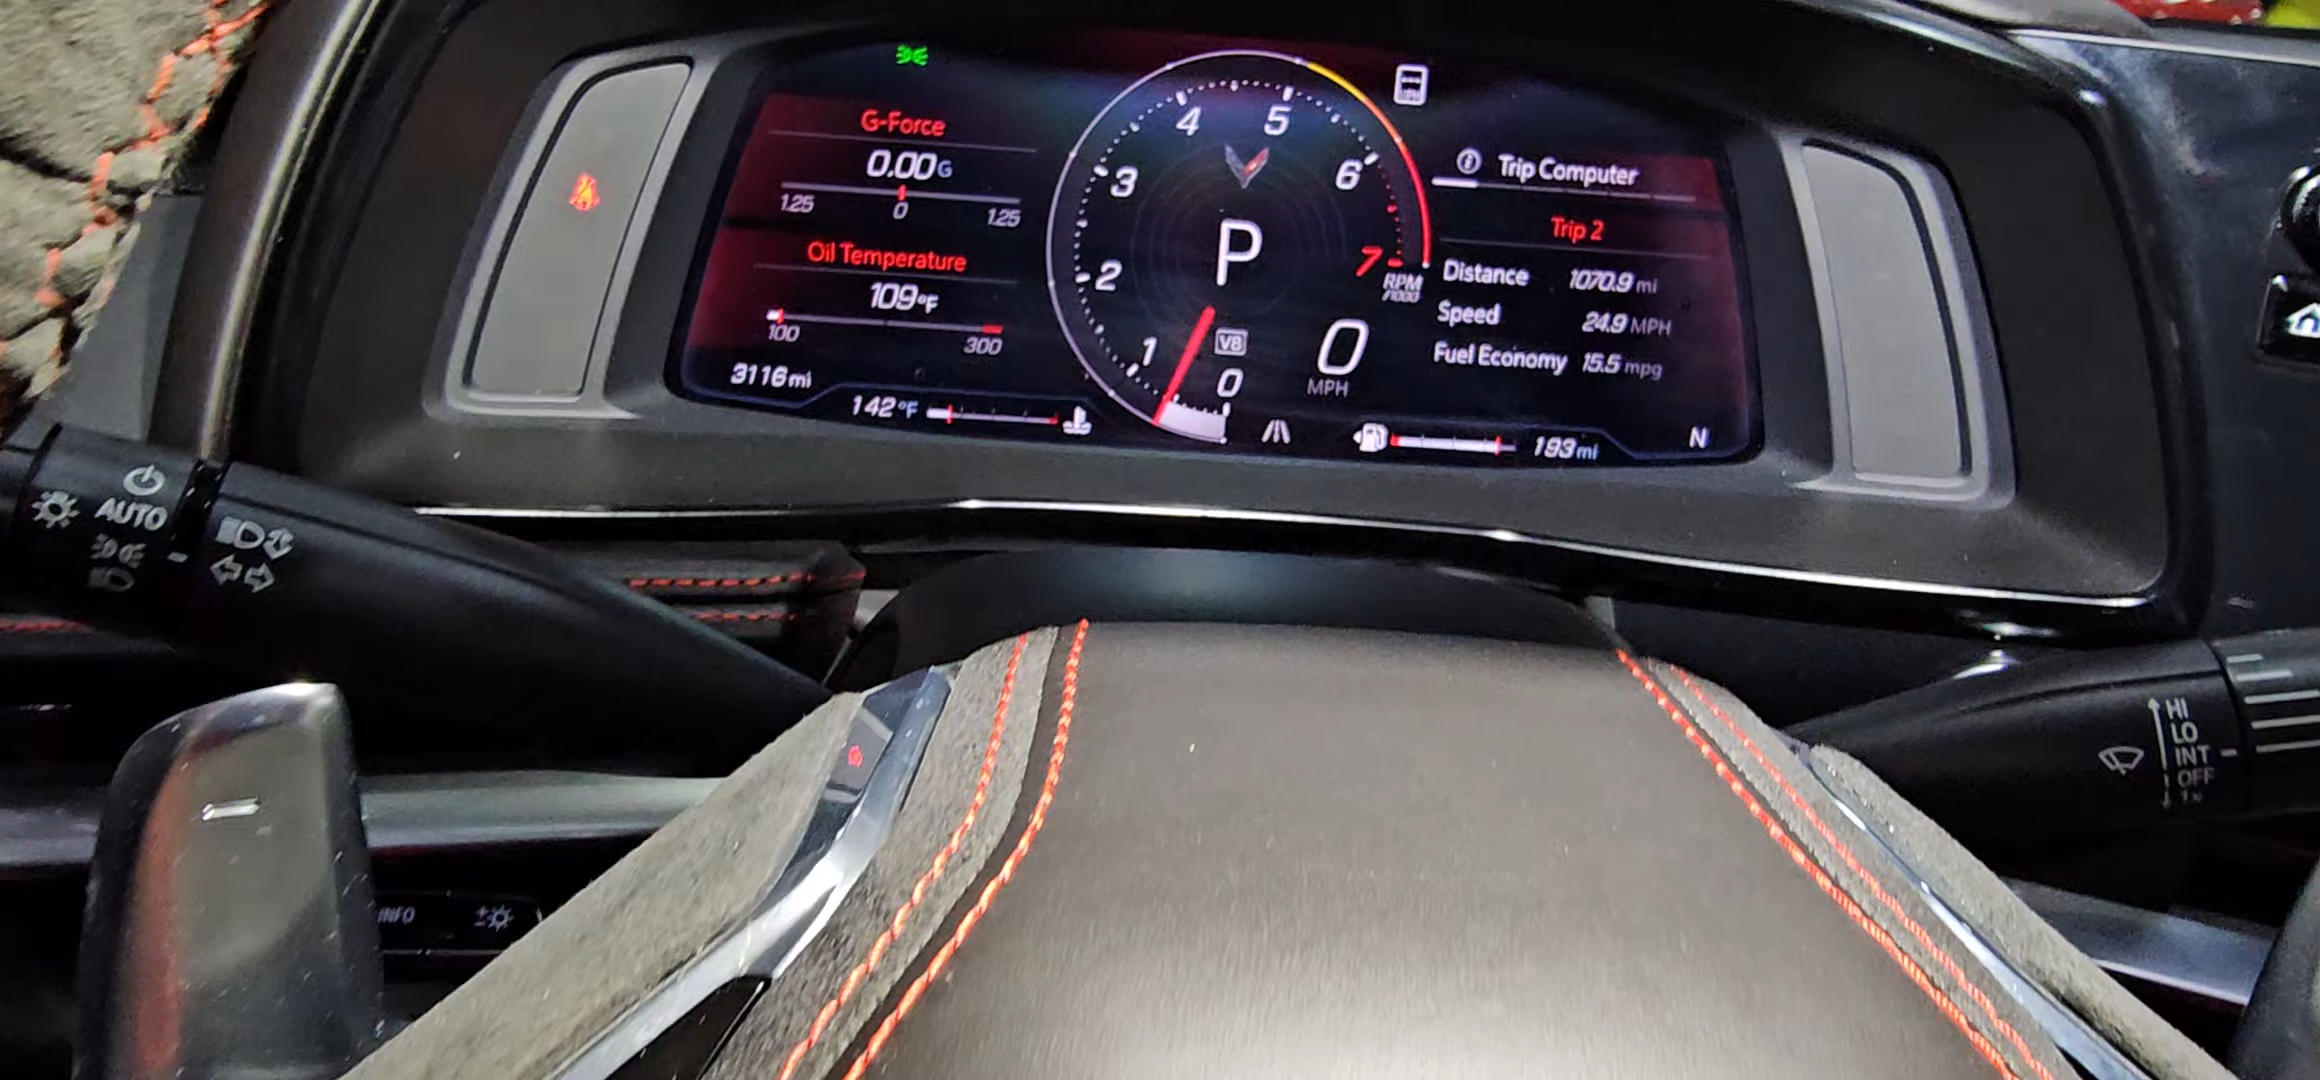 G-Force
0.00G
1.25 0 1.25
Oil Temperature
109°F
100 300
3116mi
142°F
4 5
3 6
2 7
1 0
RPM
/1000
P
V8
0
MPH
Trip Computer
Trip 2
Distance 1070.9 mi
Speed 24.9 MPH
Fuel Economy 15.5 mpg
193mi
N
AUTO
INFO
HI
LO
INT
OFF
1x